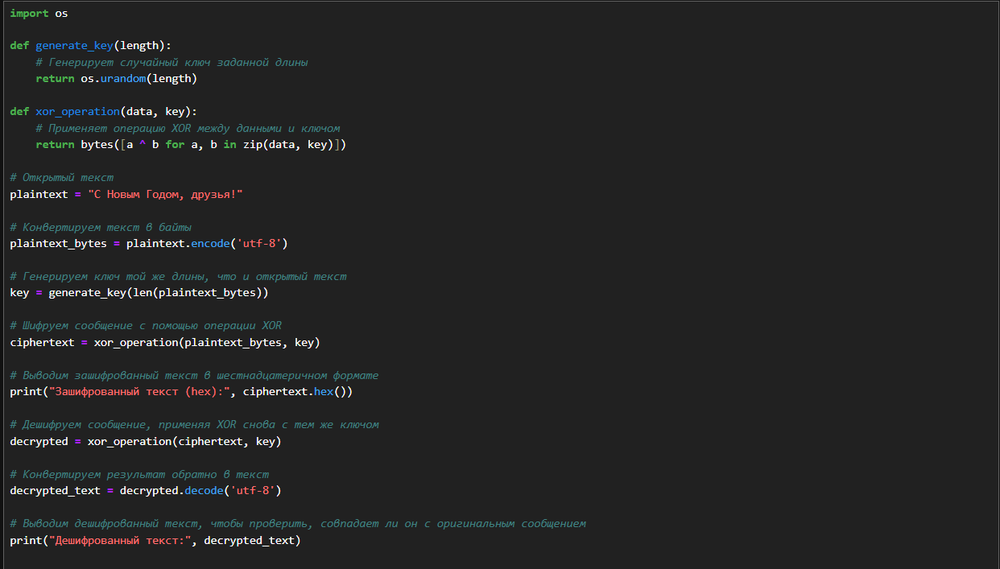 import os
def generate_key(length):
    # Генерирует случайный ключ заданной длины
    return os.urandom(length)
def xor_operation(data, key):
    # Применяет операцию XOR между данными и ключом
    return bytes([a ^ b for a, b in zip(data, key)])
# Открытый текст
plaintext = "С Новым Годом, друзья!"
# Конвертируем текст в байты
plaintext_bytes = plaintext.encode('utf-8')
# Генерируем ключ той же длины, что и открытый текст
key = generate_key(len(plaintext_bytes))
# Шифруем сообщение с помощью операции XOR
ciphertext = xor_operation(plaintext_bytes, key)
# Выводим зашифрованный текст в шестнадцатеричном формате
print("Зашифрованный текст (hex):", ciphertext.hex())
# Дешифруем сообщение, применяя XOR снова с тем же ключом
decrypted = xor_operation(ciphertext, key)
# Конвертируем результат обратно в текст
decrypted_text = decrypted.decode('utf-8')
# Выводим дешифрованный текст, чтобы проверить, совпадает ли он с оригинальным сообщением
print("Дешифрованный текст:", decrypted_text)